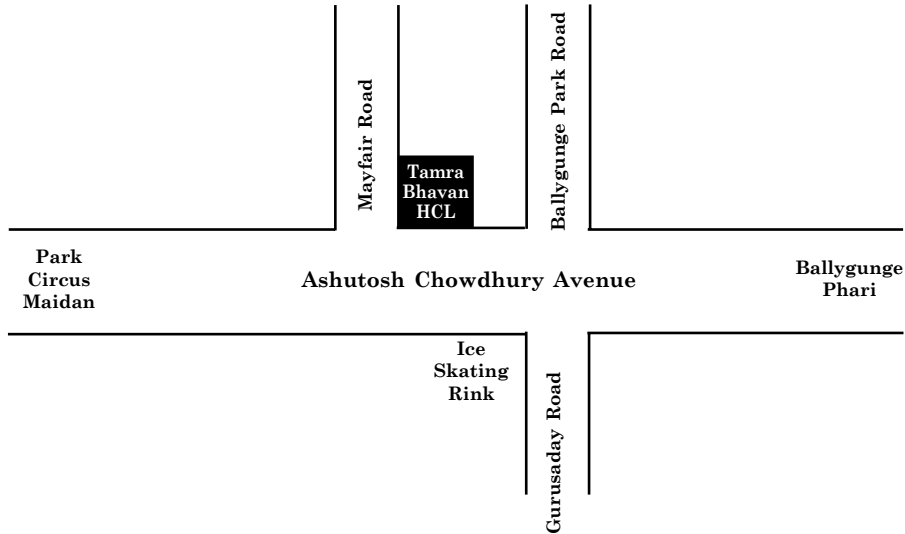 Mayfair Road
Ballygunge Park Road
Tamra
Bhavan
HCL
Park
Circus
Maidan
Ashutosh Chowdhury Avenue
Ballygunge
Phari
Ice
Skating
Rink
Gurusaday Road